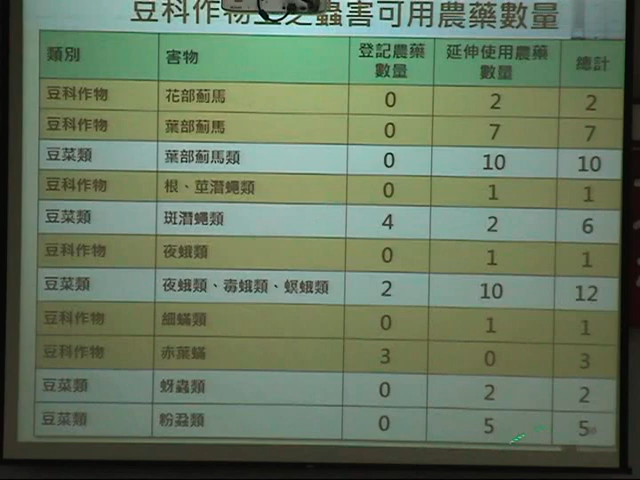 豆科作物 蟲害可用農藥數量
類別 害物 登記農藥數量 延伸使用農藥數量 總計
豆科作物 花部薊馬 0 2 2
豆科作物 葉部薊馬 0 7 7
豆菜類 葉部薊馬類 0 10 10
豆科作物 根、莖潛蠅類 0 1 1
豆菜類 斑潛蠅類 4 2 6
豆科作物 夜蛾類 0 1 1
豆菜類 夜蛾類、毒蛾類、螟蛾類 2 10 12
豆科作物 細蟎類 0 1 1
豆科作物 赤葉蟎 3 0 3
豆菜類 蚜蟲類 0 2 2
豆菜類 粉蝨類 0 5 5